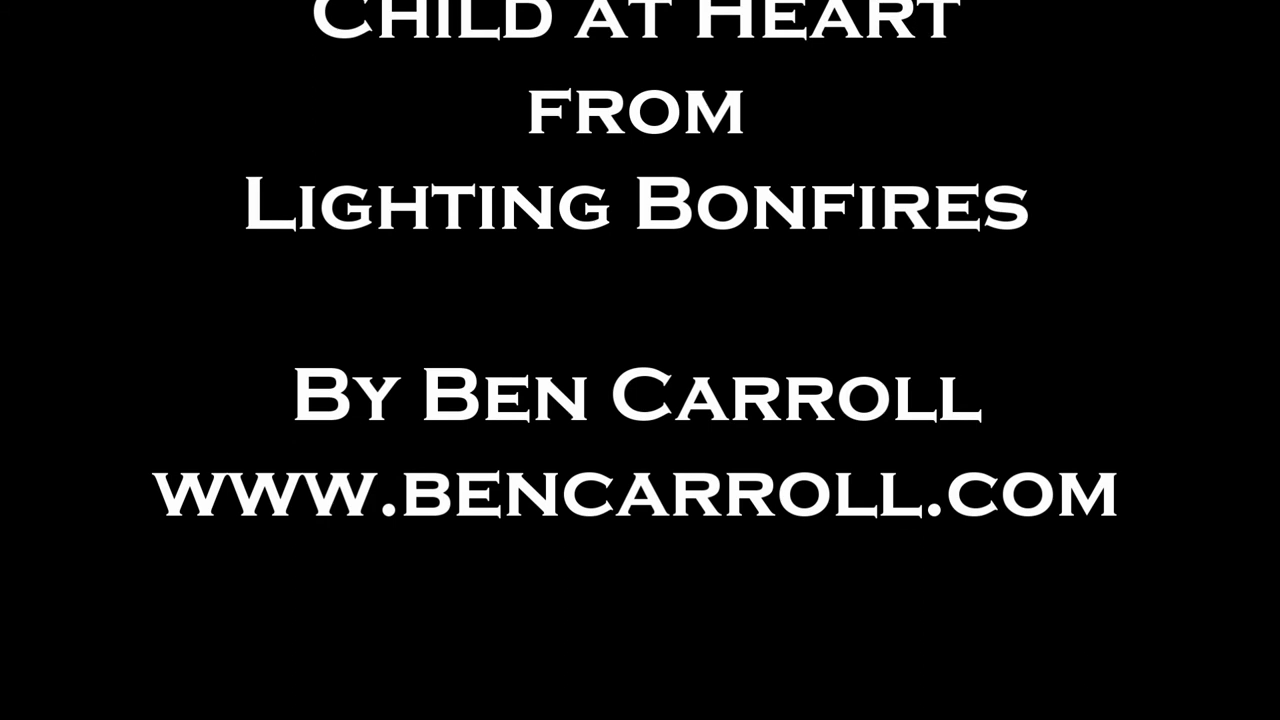 Child at Heart
from
Lighting Bonfires
By Ben Carroll
www.bencarroll.com